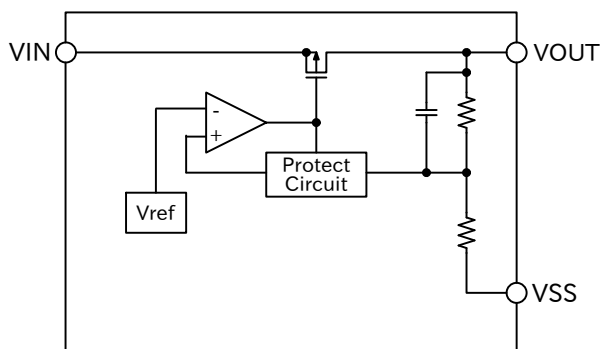 VIN
VOUT
-
+
Protect
Circuit
Vref
VSS